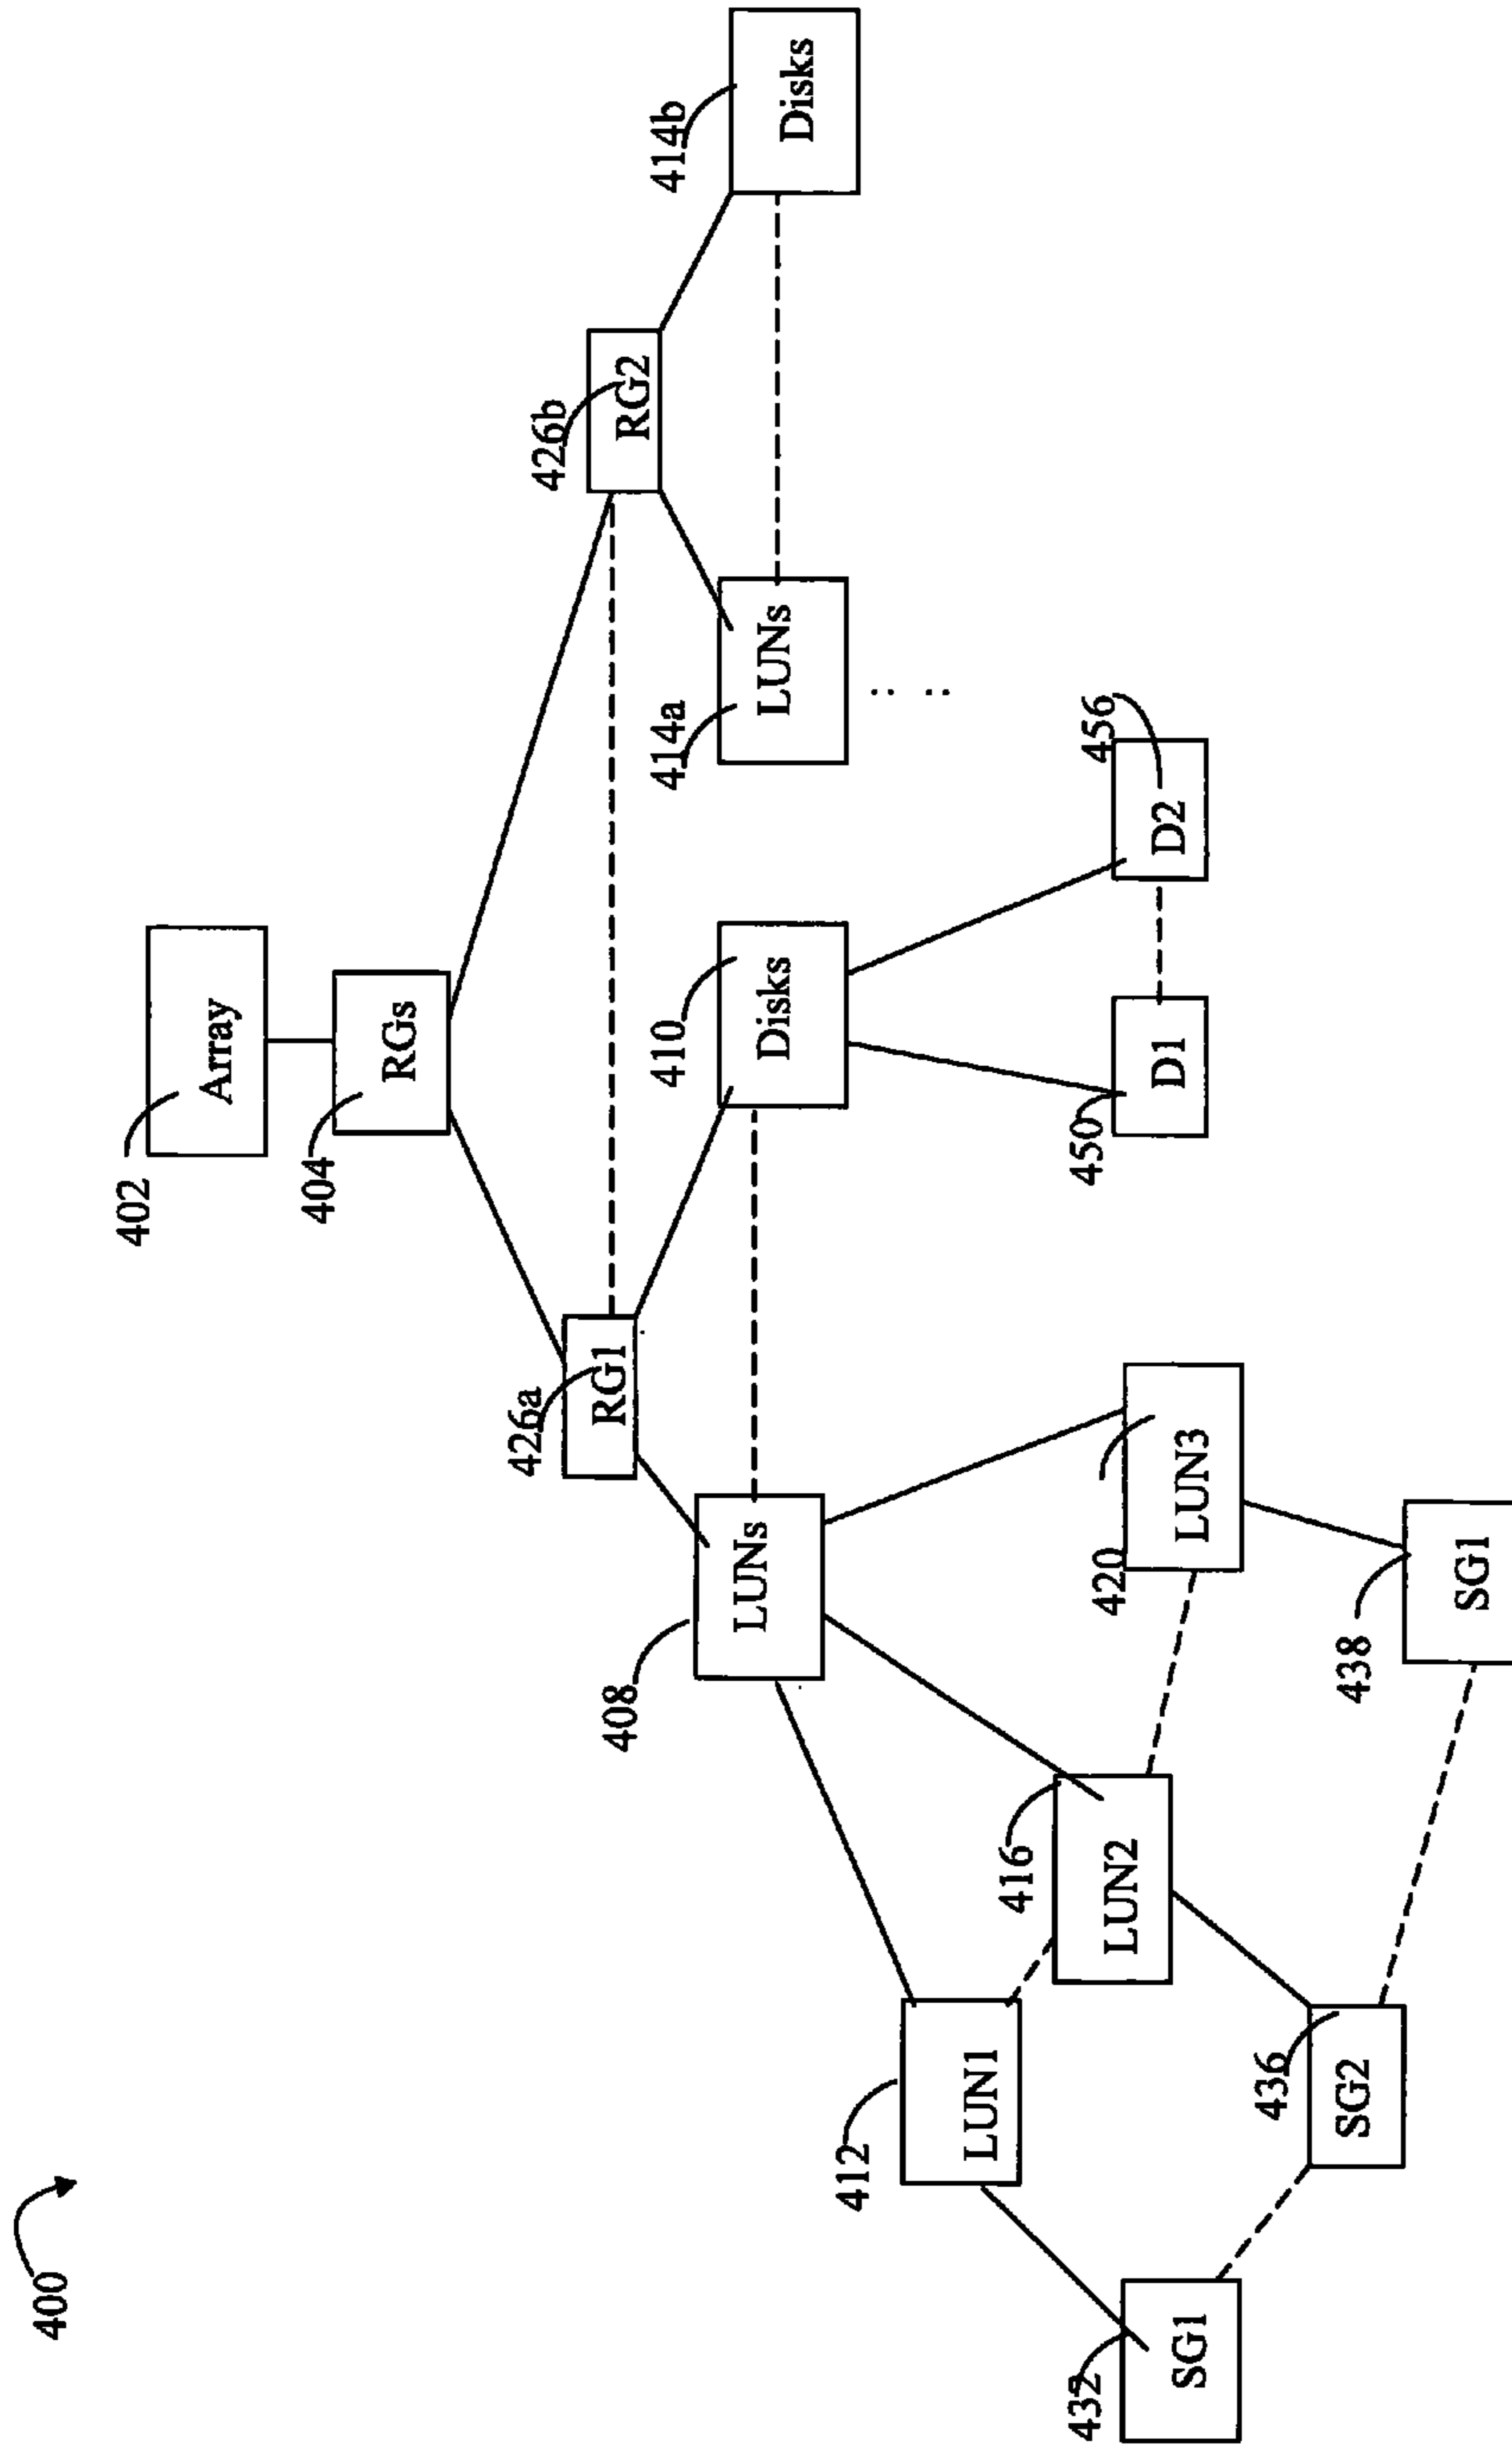 400
402
Array
404
RGs
426a
RG1
426b
RG2
408
LUNs
410
Disks
414a
LUNs
414b
Disks
412
LUN1
416
LUN2
420
LUN3
450
D1
456
D2
432
SG1
436
SG2
438
SG1